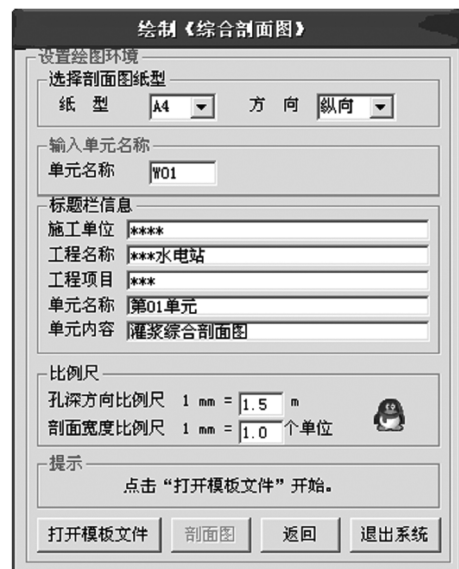 绘制《综合剖面图》
设置绘图环境
选择剖面图纸型
纸 型 A4 方 向 纵向
输入单元名称
单元名称 W01
标题栏信息
施工单位 ****
工程名称 ***水电站
工程项目 ***
单元名称 第01单元
单元内容 灌浆综合剖面图
比例尺
孔深方向比例尺 1 mm = 1.5 m
剖面宽度比例尺 1 mm = 1.0 个单位
提示
点击“打开模板文件”开始。
打开模板文件 剖面图 返回 退出系统